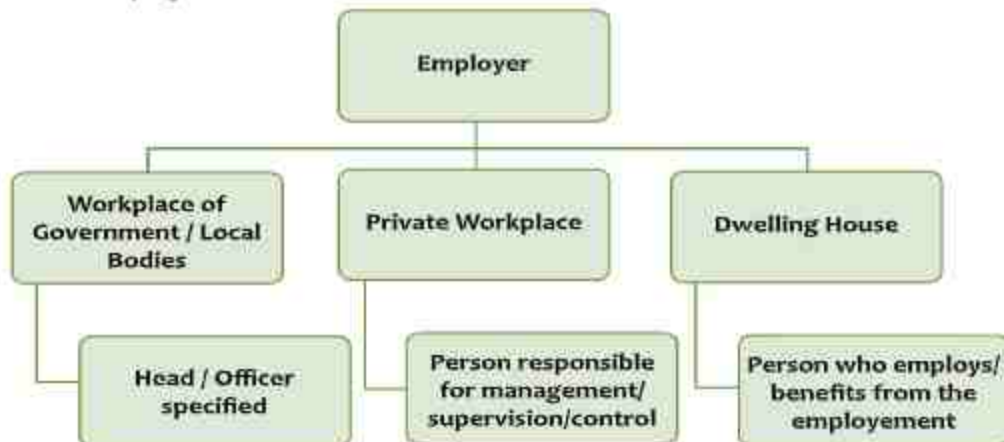 Employer
Workplace of
Government / Local
Bodies
Private Workplace
Dwelling House
Head / Officer
specified
Person responsible
for management/
supervision/control
Person who employs/
benefits from the
employement